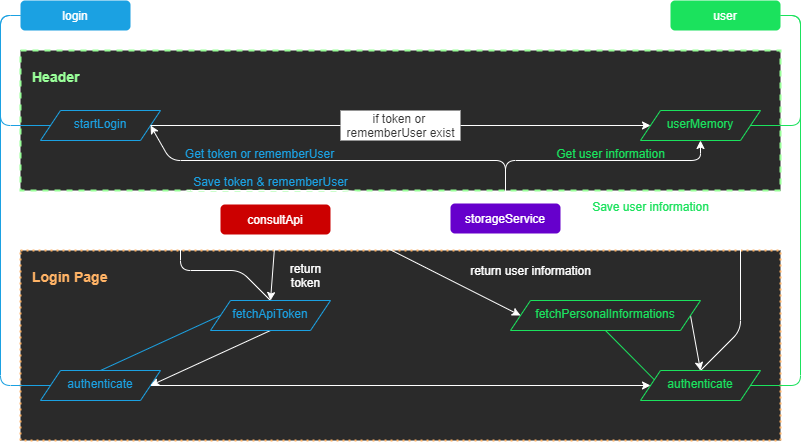 login
user
Header
startLogin
if token or
rememberUser exist
userMemory
Get token or rememberUser
Get user information
Save token & rememberUser
consultApi
storageService
Save user information
Login Page
return
token
return user information
fetchApiToken
fetchPersonalInformations
authenticate
authenticate